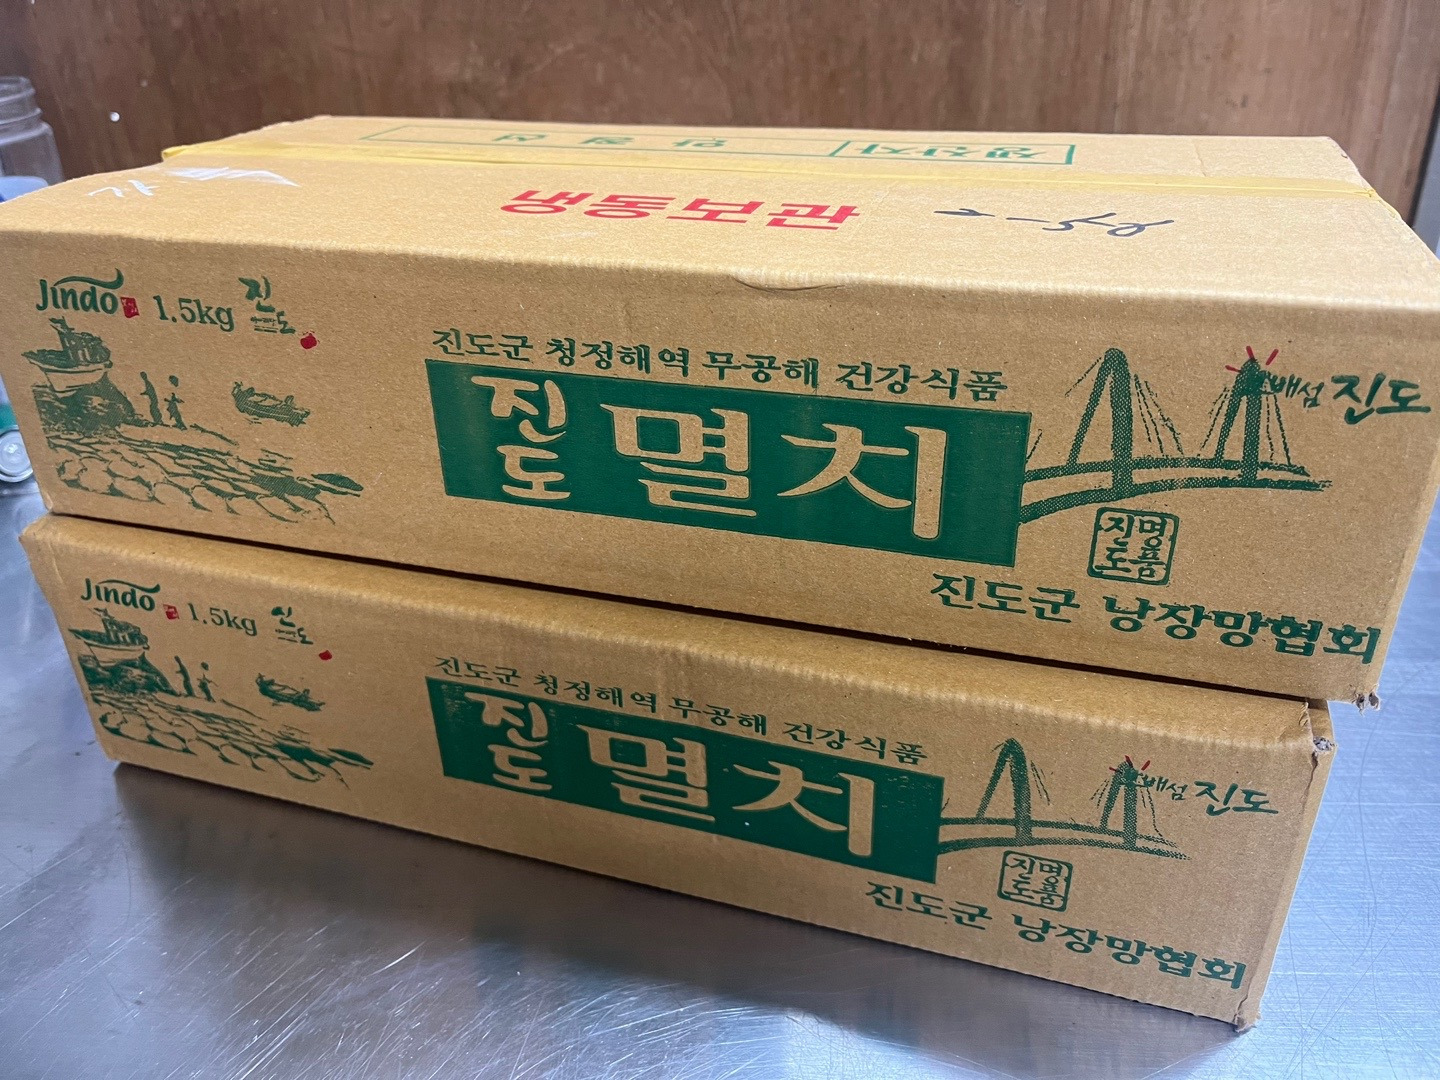 생산자
냉동보관
Jindo 1.5kg 진도
진도군 청정해역 무공해 건강식품
진도 멸치
보배섬 진도
명품 진도
진도군 낭장망협회
Jindo 1.5kg 진도
진도군 청정해역 무공해 건강식품
진도 멸치
보배섬 진도
명품 진도
진도군 낭장망협회